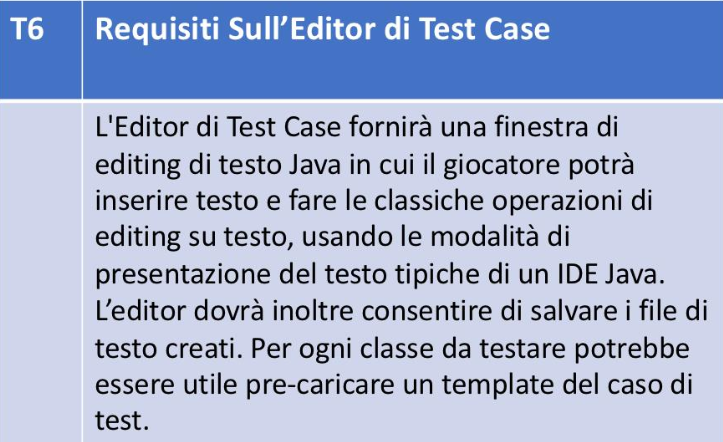 T6 Requisiti Sull’Editor di Test Case
L'Editor di Test Case fornirà una finestra di
editing di testo Java in cui il giocatore potrà
inserire testo e fare le classiche operazioni di
editing su testo, usando le modalità di
presentazione del testo tipiche di un IDE Java.
L’editor dovrà inoltre consentire di salvare i file di
testo creati. Per ogni classe da testare potrebbe
essere utile pre-caricare un template del caso di
test.